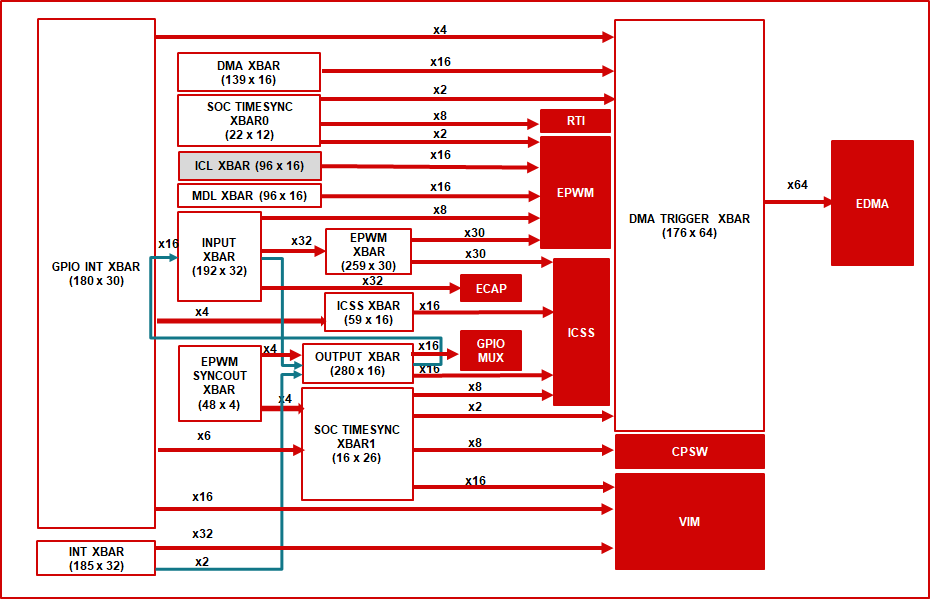 x4
DMA XBAR
(139 x 16)
x16
x2
SOC TIMESYNC
XBAR0
(22 x 12)
x8
x2
RTI
ICL XBAR (96 x 16)
x16
EPWM
MDL XBAR (96 x 16)
x16
x8
x64
EDMA
DMA TRIGGER XBAR
(176 x 64)
GPIO INT XBAR
(180 x 30)
x16
INPUT
XBAR
(192 x 32)
x32
EPWM
XBAR
(259 x 30)
x30
x30
x32
ECAP
x4
ICSS XBAR
(59 x 16)
x16
ICSS
EPWM
SYNCOUT
XBAR
(48 x 4)
x4
OUTPUT XBAR
(280 x 16)
x16
x16
GPIO
MUX
x4
SOC TIMESYNC
XBAR1
(16 x 26)
x8
x2
x6
x8
CPSW
x16
x16
VIM
INT XBAR
(185 x 32)
x32
x2